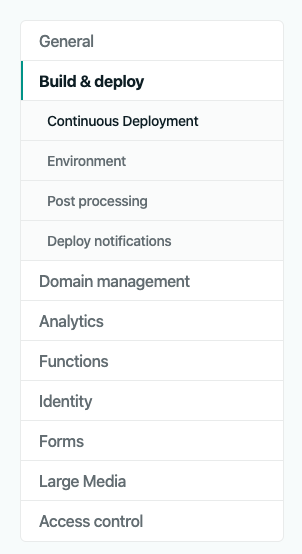 General
Build & deploy
Continuous Deployment
Environment
Post processing
Deploy notifications
Domain management
Analytics
Functions
Identity
Forms
Large Media
Access control